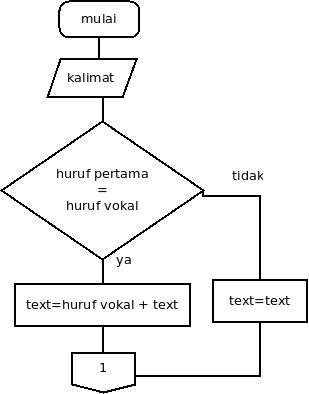 mulai
kalimat
huruf pertama
=
huruf vokal
tidak
ya
text=huruf vokal + text
text=text
1